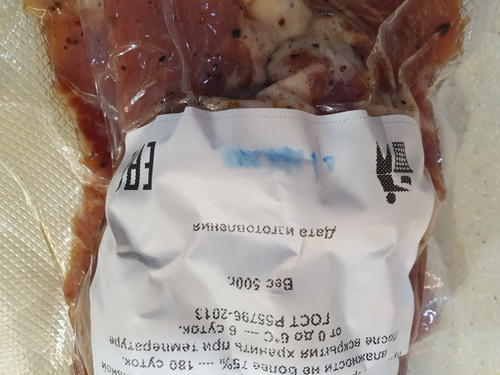 влажности не более 75% --- 180 суток.
после вскрытия хранить при температуре
от 0 до 6°С --- 6 суток.
ГОСТ Р55796-2013
Вес 500г.
Дата изготовления
EAC